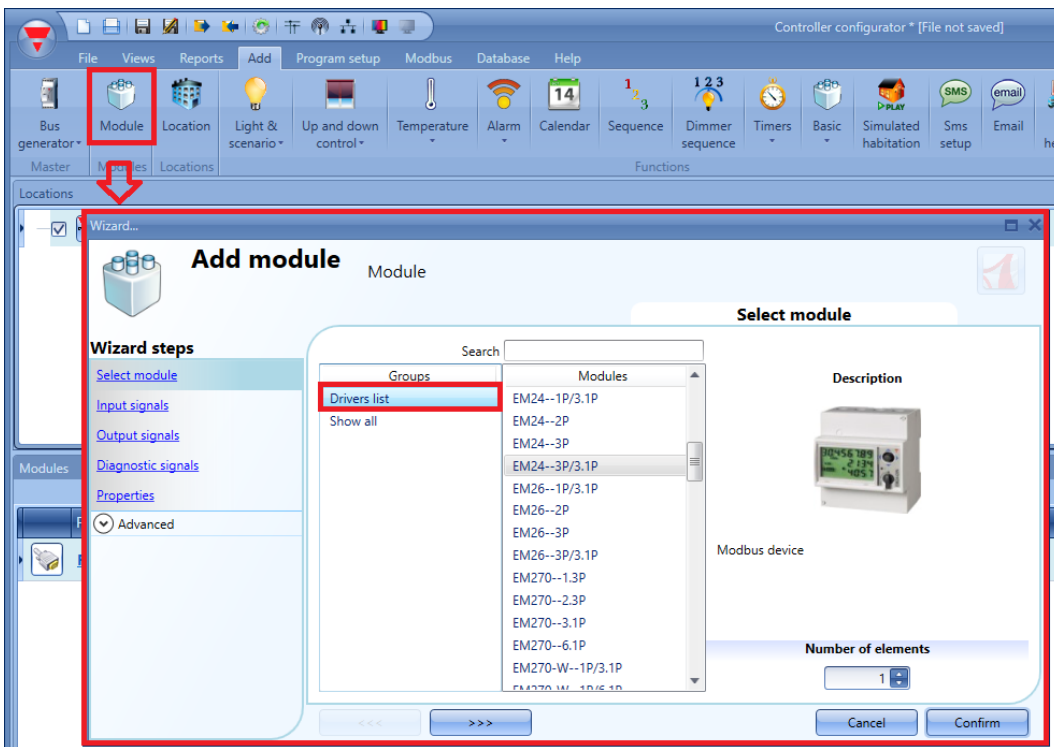 Controller configurator * [File not saved]
File Views Reports Add Program setup Modbus Database Help
14 1 2 3 1 2 3 PLAY SMS email
Bus generator Module Location Light & scenario Up and down control Temperature Alarm Calendar Sequence Dimmer sequence Timers Basic Simulated habitation Sms setup Email he
Master Modules Locations Functions
Locations
Wizard...
Add module Module
Select module
Wizard steps
Select module
Input signals
Output signals
Diagnostic signals
Properties
Advanced
Search
Groups
Drivers list
Show all
Modules
EM24--1P/3.1P
EM24--2P
EM24--3P
EM24--3P/3.1P
EM26--1P/3.1P
EM26--2P
EM26--3P
EM26--3P/3.1P
EM270--1.3P
EM270--2.3P
EM270--3.1P
EM270--6.1P
EM270-W--1P/3.1P
EM270-W--1P/6.1P
Description
Modbus device
Number of elements
1
<<< >>> Cancel Confirm
Modules